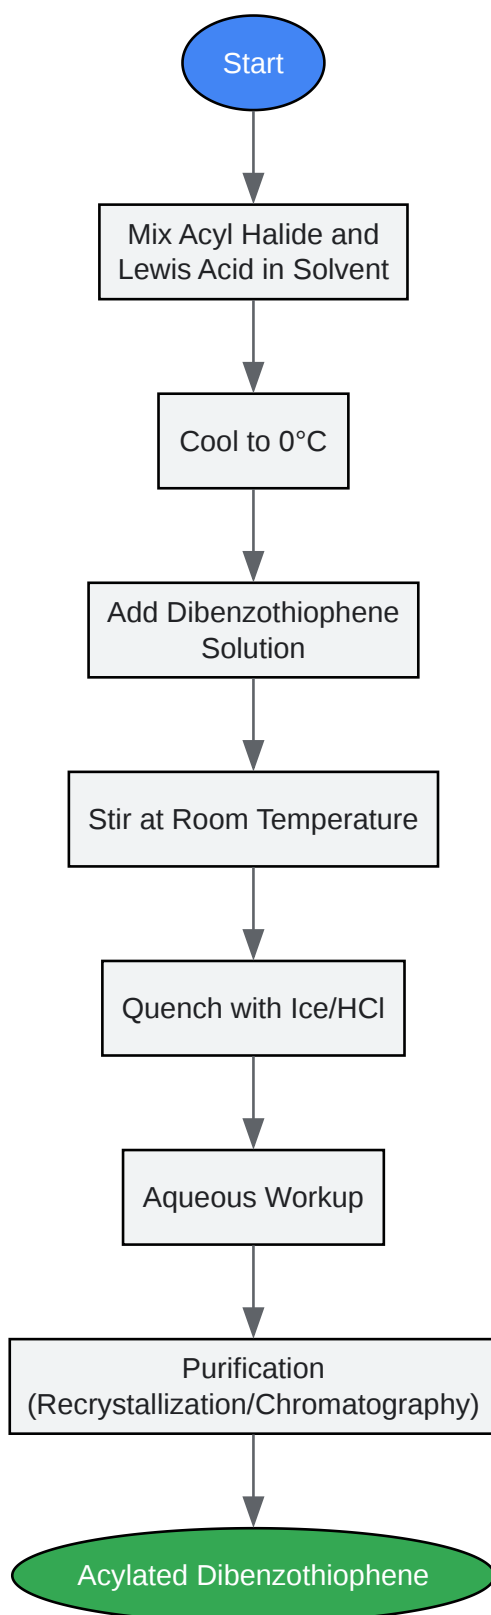 Start
Mix Acyl Halide and
Lewis Acid in Solvent
Cool to 0°C
Add Dibenzothiophene
Solution
Stir at Room Temperature
Quench with Ice/HCl
Aqueous Workup
Purification
(Recrystallization/Chromatography)
Acylated Dibenzothiophene